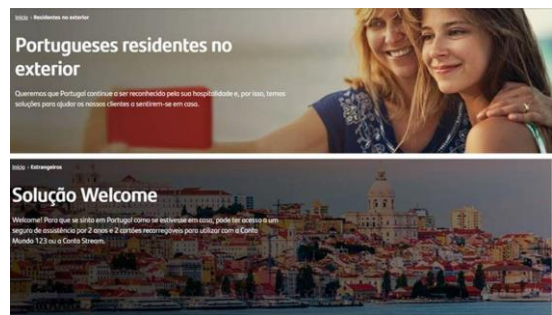 Início > Residentes no exterior
Portugueses residentes no
exterior
Queremos que Portugal continue a ser reconhecido pela sua hospitalidade e, por isso, temos
soluções para ajudar os nossos clientes a sentirem-se em casa.
Início > Estrangeiros
Solução Welcome
Welcome! Para que se sinta em Portugal como se estivesse em casa, pode ter acesso a um
seguro de assistência por 2 anos e 2 cartões recarregáveis para utilizar com a Conta
Mundo 123 ou a Conta Stream.